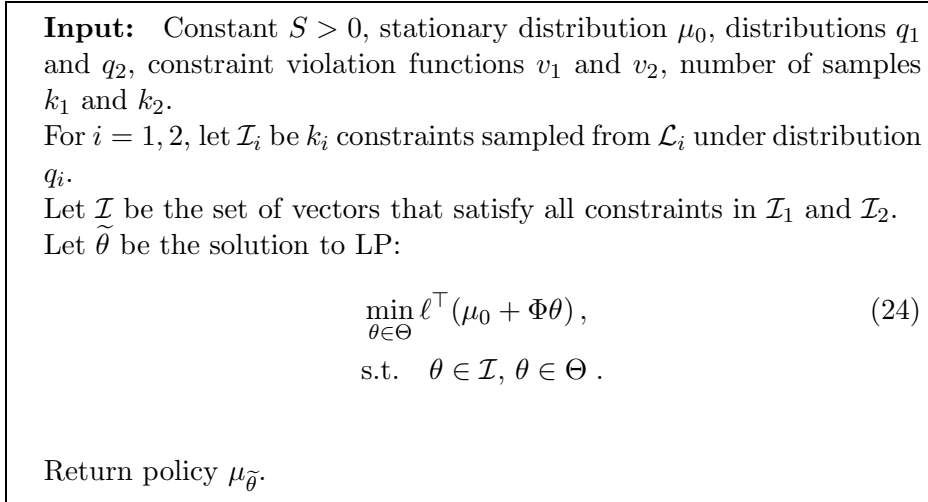 Input: Constant S > 0, stationary distribution μ₀, distributions q₁
and q₂, constraint violation functions v₁ and v₂, number of samples
k₁ and k₂.
For i = 1, 2, let ℐᵢ be kᵢ constraints sampled from ℒᵢ under distribution
qᵢ.
Let ℐ be the set of vectors that satisfy all constraints in ℐ₁ and ℐ₂.
Let θ̃ be the solution to LP:
min_{θ∈Θ} ℓ^⊤(μ₀ + Φθ) , (24)
s.t. θ ∈ ℐ, θ ∈ Θ .
Return policy μ_θ̃.